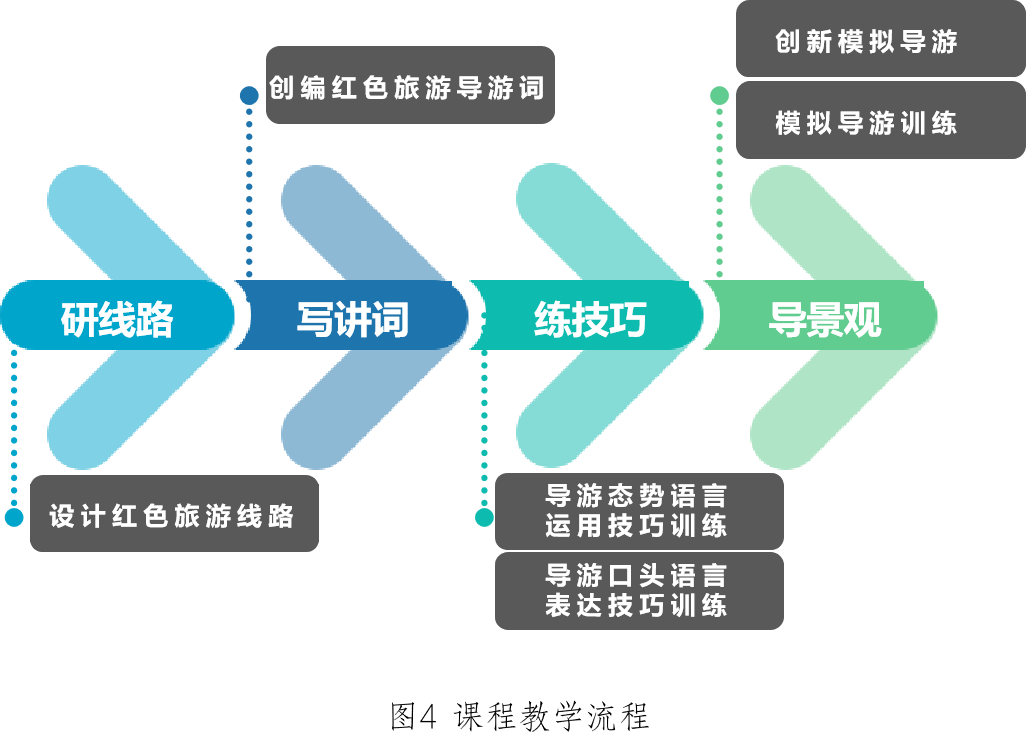 创新模拟导游
创编红色旅游导游词
模拟导游训练
研线路
写讲词
练技巧
导景观
设计红色旅游线路
导游态势语言
运用技巧训练
导游口头语言
表达技巧训练
图4 课程教学流程